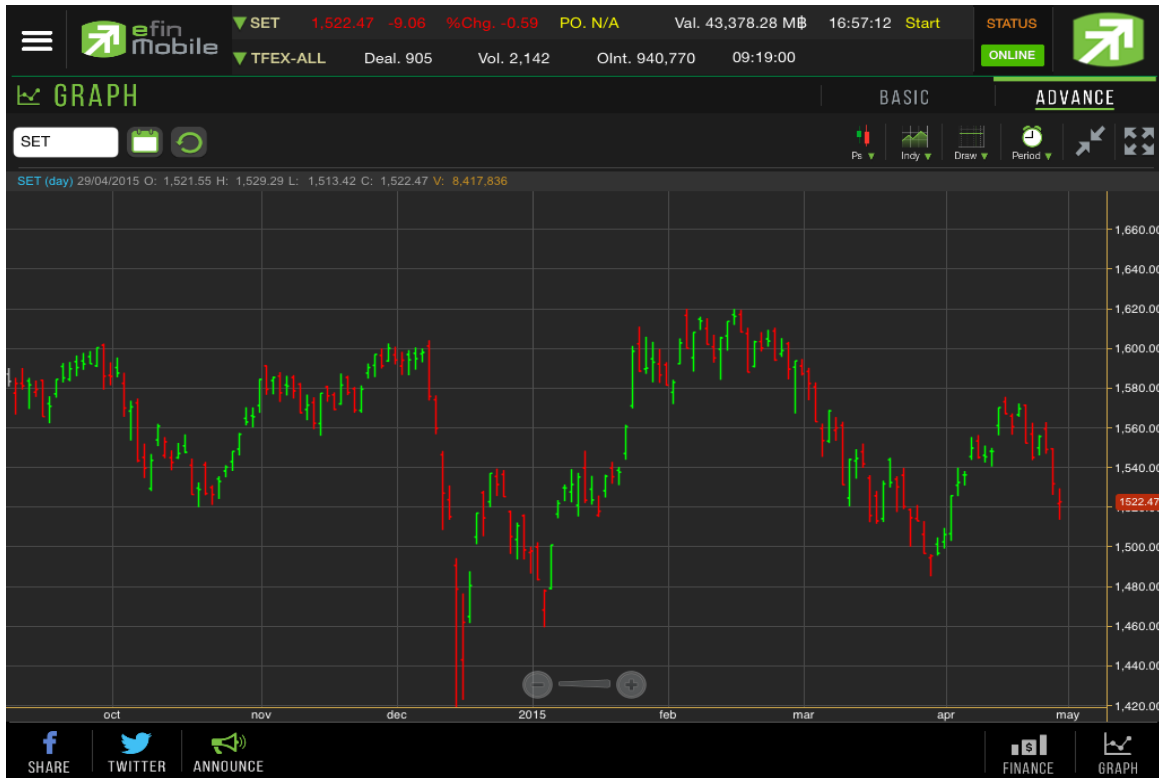 efin Mobile
▼ SET 1,522.47 -9.06 %Chg. -0.59 PO. N/A Val. 43,378.28 M฿ 16:57:12 Start
▼ TFEX-ALL Deal. 905 Vol. 2,142 OInt. 940,770 09:19:00
STATUS
ONLINE
GRAPH
BASIC
ADVANCE
SET
Ps ▼ Indy ▼ Draw ▼ Period ▼
SET (day) 29/04/2015 O: 1,521.55 H: 1,529.29 L: 1,513.42 C: 1,522.47 V: 8,417,836
1,660.00
1,640.00
1,620.00
1,600.00
1,580.00
1,560.00
1,540.00
1522.47
1,500.00
1,480.00
1,460.00
1,440.00
1,420.00
oct nov dec 2015 feb mar apr may
SHARE TWITTER ANNOUNCE FINANCE GRAPH